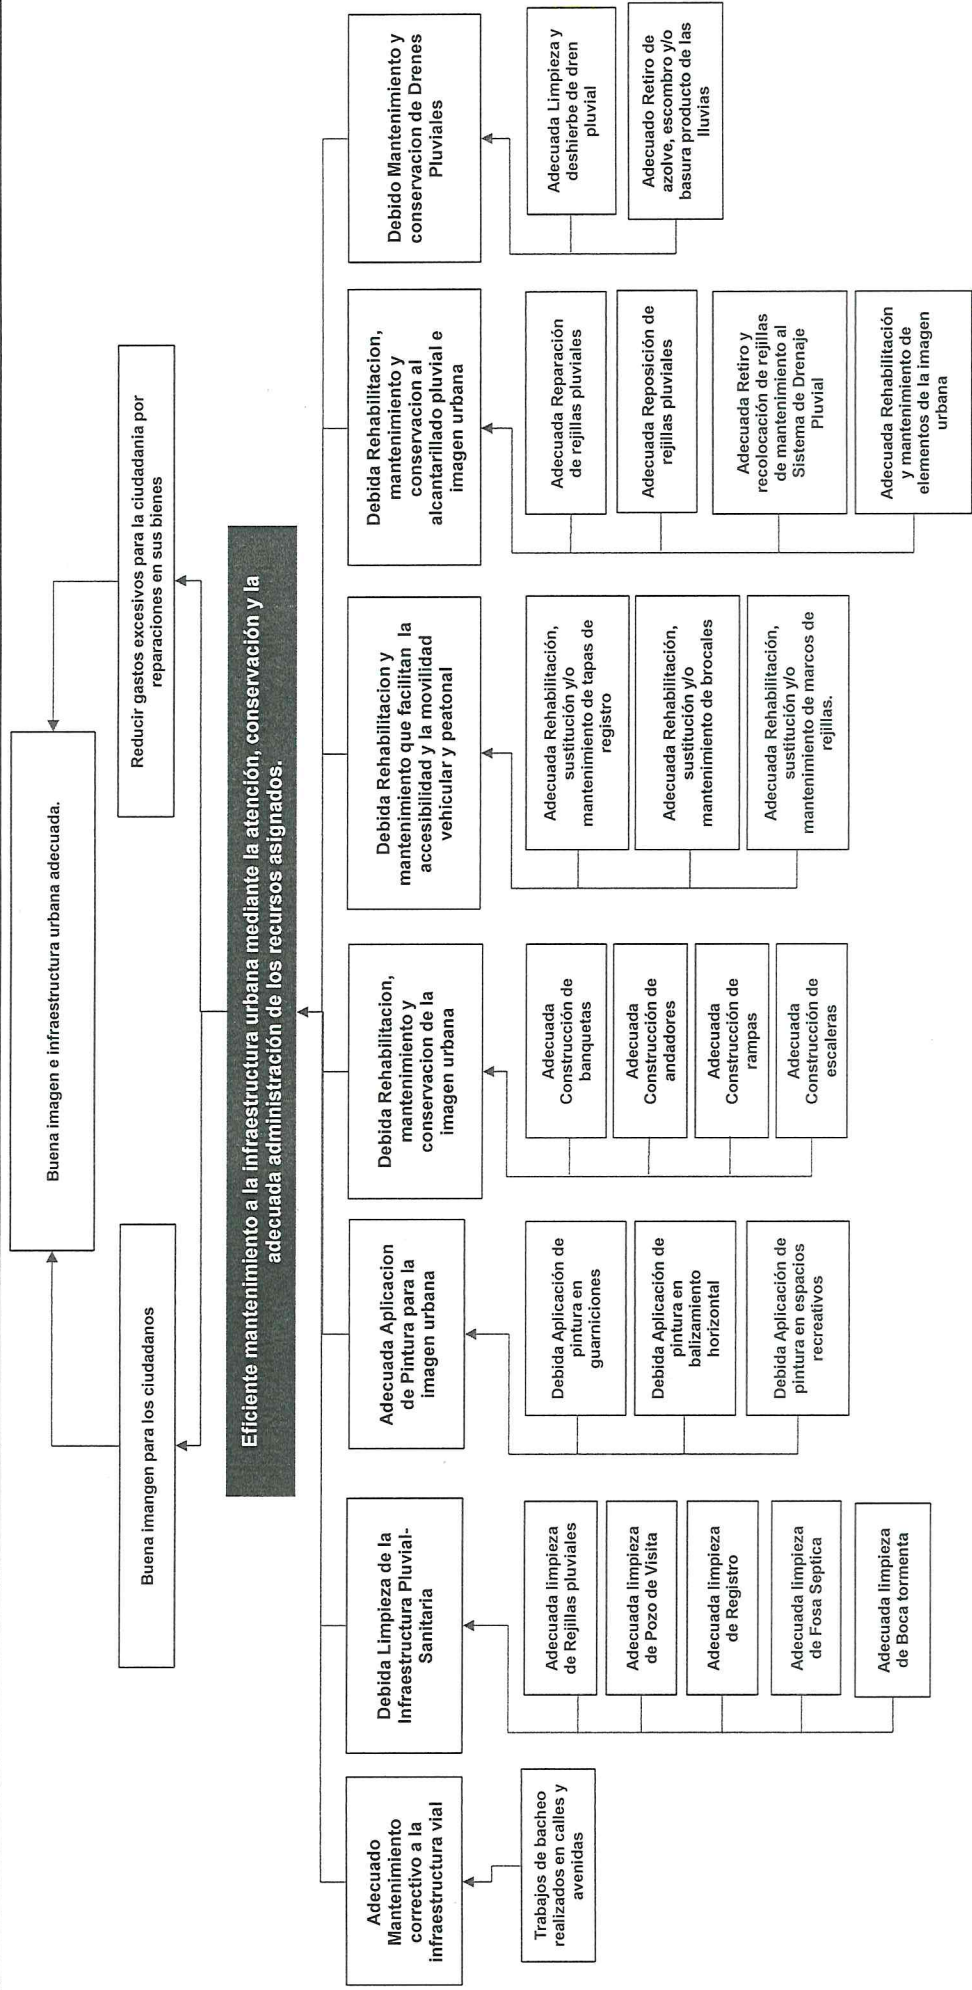 Buena imagen e infraestructura urbana adecuada.
Buena imangen para los ciudadanos
Reducir gastos excesivos para la ciudadania por
reparaciones en sus bienes
Eficiente mantenimiento a la infraestructura urbana mediante la atención, conservación y la
adecuada administración de los recursos asignados.
Adecuado
Mantenimiento
correctivo a la
infraestructura vial
Trabajos de bacheo
realizados en calles y
avenidas
Debida Limpieza de la
Infraestructura Pluvial-
Sanitaria
Adecuada limpieza
de Rejillas pluviales
Adecuada limpieza
de Pozo de Visita
Adecuada limpieza
de Registro
Adecuada limpieza
de Fosa Septica
Adecuada limpieza
de Boca tormenta
Adecuada Aplicacion
de Pintura para la
imagen urbana
Debida Aplicación de
pintura en
guarniciones
Debida Aplicación de
pintura en
balizamiento
horizontal
Debida Aplicación de
pintura en espacios
recreativos
Debida Rehabilitacion,
mantenimiento y
conservacion de la
imagen urbana
Adecuada
Construcción de
banquetas
Adecuada
Construcción de
andadores
Adecuada
Construcción de
rampas
Adecuada
Construcción de
escaleras
Debida Rehabilitacion y
mantenimiento que facilitan la
accesibilidad y la movilidad
vehicular y peatonal
Adecuada Rehabilitación,
sustitución y/o
mantenimiento de tapas de
registro
Adecuada Rehabilitación,
sustitución y/o
mantenimiento de brocales
Adecuada Rehabilitación,
sustitución y/o
mantenimiento de marcos de
rejillas.
Debida Rehabilitacion,
mantenimiento y
conservacion al
alcantarillado pluvial e
imagen urbana
Adecuada Reparación
de rejillas pluviales
Adecuada Reposición de
rejillas pluviales
Adecuada Retiro y
recolocación de rejillas
de mantenimiento al
Sistema de Drenaje
Pluvial
Adecuada Rehabilitación
y mantenimiento de
elementos de la imagen
urbana
Debido Mantenimiento y
conservacion de Drenes
Pluviales
Adecuada Limpieza y
deshierbe de dren
pluvial
Adecuado Retiro de
azolve, escombro y/o
basura producto de las
lluvias